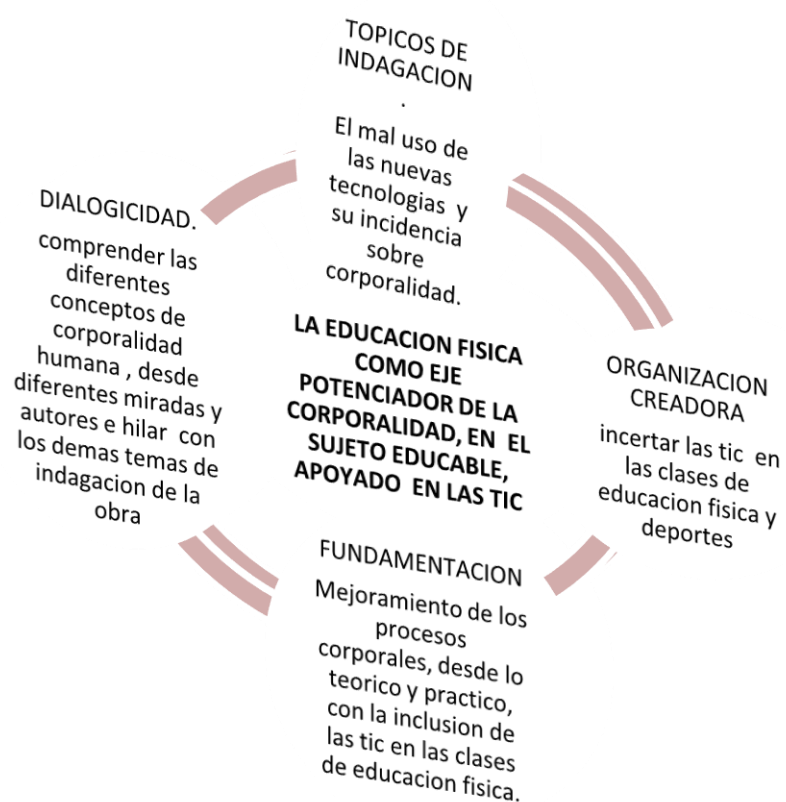 TOPICOS DE
INDAGACION
.
El mal uso de
las nuevas
tecnologias y
su incidencia
sobre
corporalidad.
DIALOGICIDAD.
comprender las
diferentes
conceptos de
corporalidad
humana , desde
diferentes miradas y
autores e hilar con
los demas temas de
indagacion de la
obra
LA EDUCACION FISICA
COMO EJE
POTENCIADOR DE LA
CORPORALIDAD, EN EL
SUJETO EDUCABLE,
APOYADO EN LAS TIC
ORGANIZACION
CREADORA
incertar las tic en
las clases de
educacion fisica y
deportes
FUNDAMENTACION
Mejoramiento de los
procesos
corporales, desde lo
teorico y practico,
con la inclusion de
las tic en las clases
de educacion fisica.